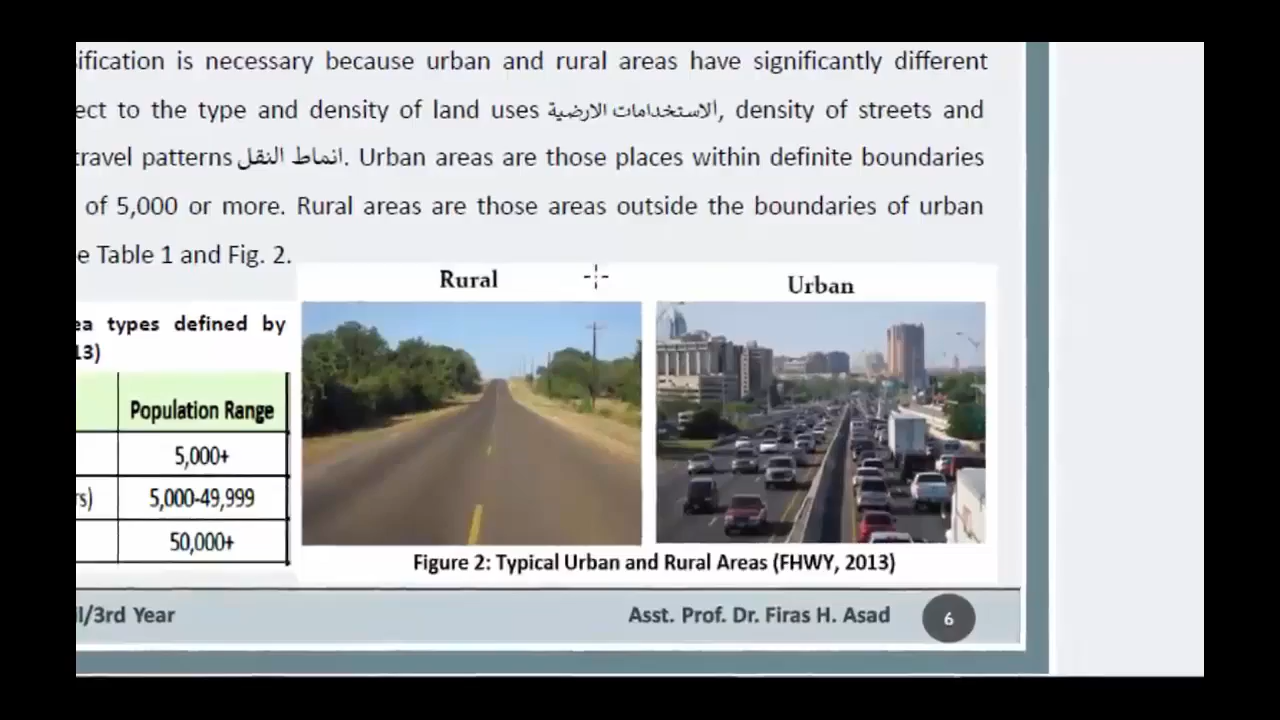 ification is necessary because urban and rural areas have significantly different
ect to the type and density of land uses الاستخدامات الارضية, density of streets and
travel patterns انماط النقل. Urban areas are those places within definite boundaries
of 5,000 or more. Rural areas are those areas outside the boundaries of urban
e Table 1 and Fig. 2.
Rural
Urban
ea types defined by
13)
Population Range
5,000+
s) 5,000-49,999
50,000+
Figure 2: Typical Urban and Rural Areas (FHWY, 2013)
il/3rd Year
Asst. Prof. Dr. Firas H. Asad
6